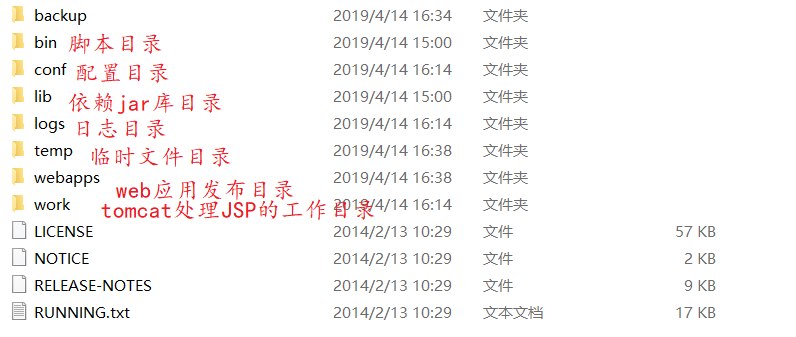 backup 2019/4/14 16:34 文件夹
bin 脚本目录 2019/4/14 15:00 文件夹
conf 配置目录 2019/4/14 16:14 文件夹
lib 依赖jar库目录 2019/4/14 15:00 文件夹
logs 日志目录 2019/4/14 16:14 文件夹
temp 临时文件目录 2019/4/14 16:38 文件夹
webapps 2019/4/14 16:38 文件夹
web应用发布目录
work 2019/4/14 16:14 文件夹
tomcat处理JSP的工作目录
LICENSE 2014/2/13 10:29 文件 57 KB
NOTICE 2014/2/13 10:29 文件 2 KB
RELEASE-NOTES 2014/2/13 10:29 文件 9 KB
RUNNING.txt 2014/2/13 10:29 文本文档 17 KB